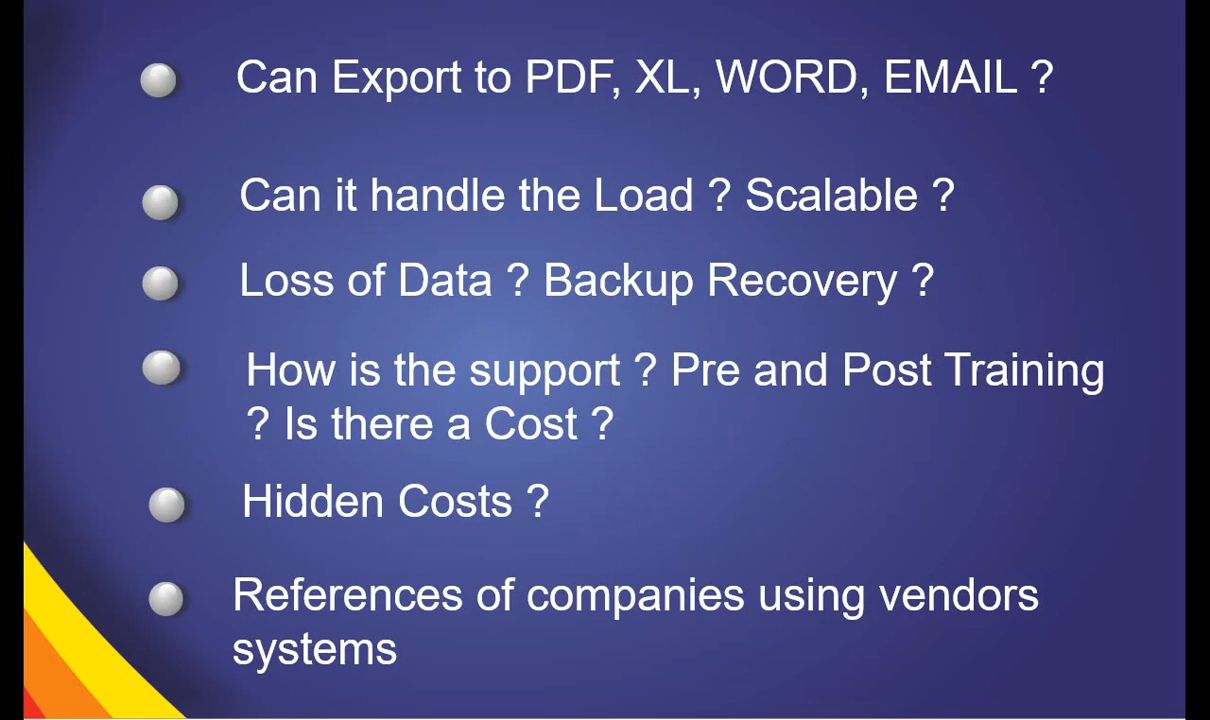 Can Export to PDF, XL, WORD, EMAIL ?
Can it handle the Load ? Scalable ?
Loss of Data ? Backup Recovery ?
How is the support ? Pre and Post Training
? Is there a Cost ?
Hidden Costs ?
References of companies using vendors
systems